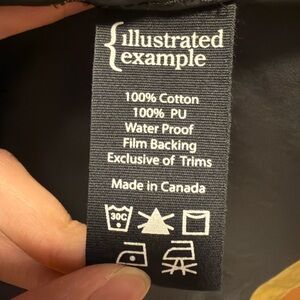 illustrated
example
100% Cotton
100% PU
Water Proof
Film Backing
Exclusive of Trims
Made in Canada
30C